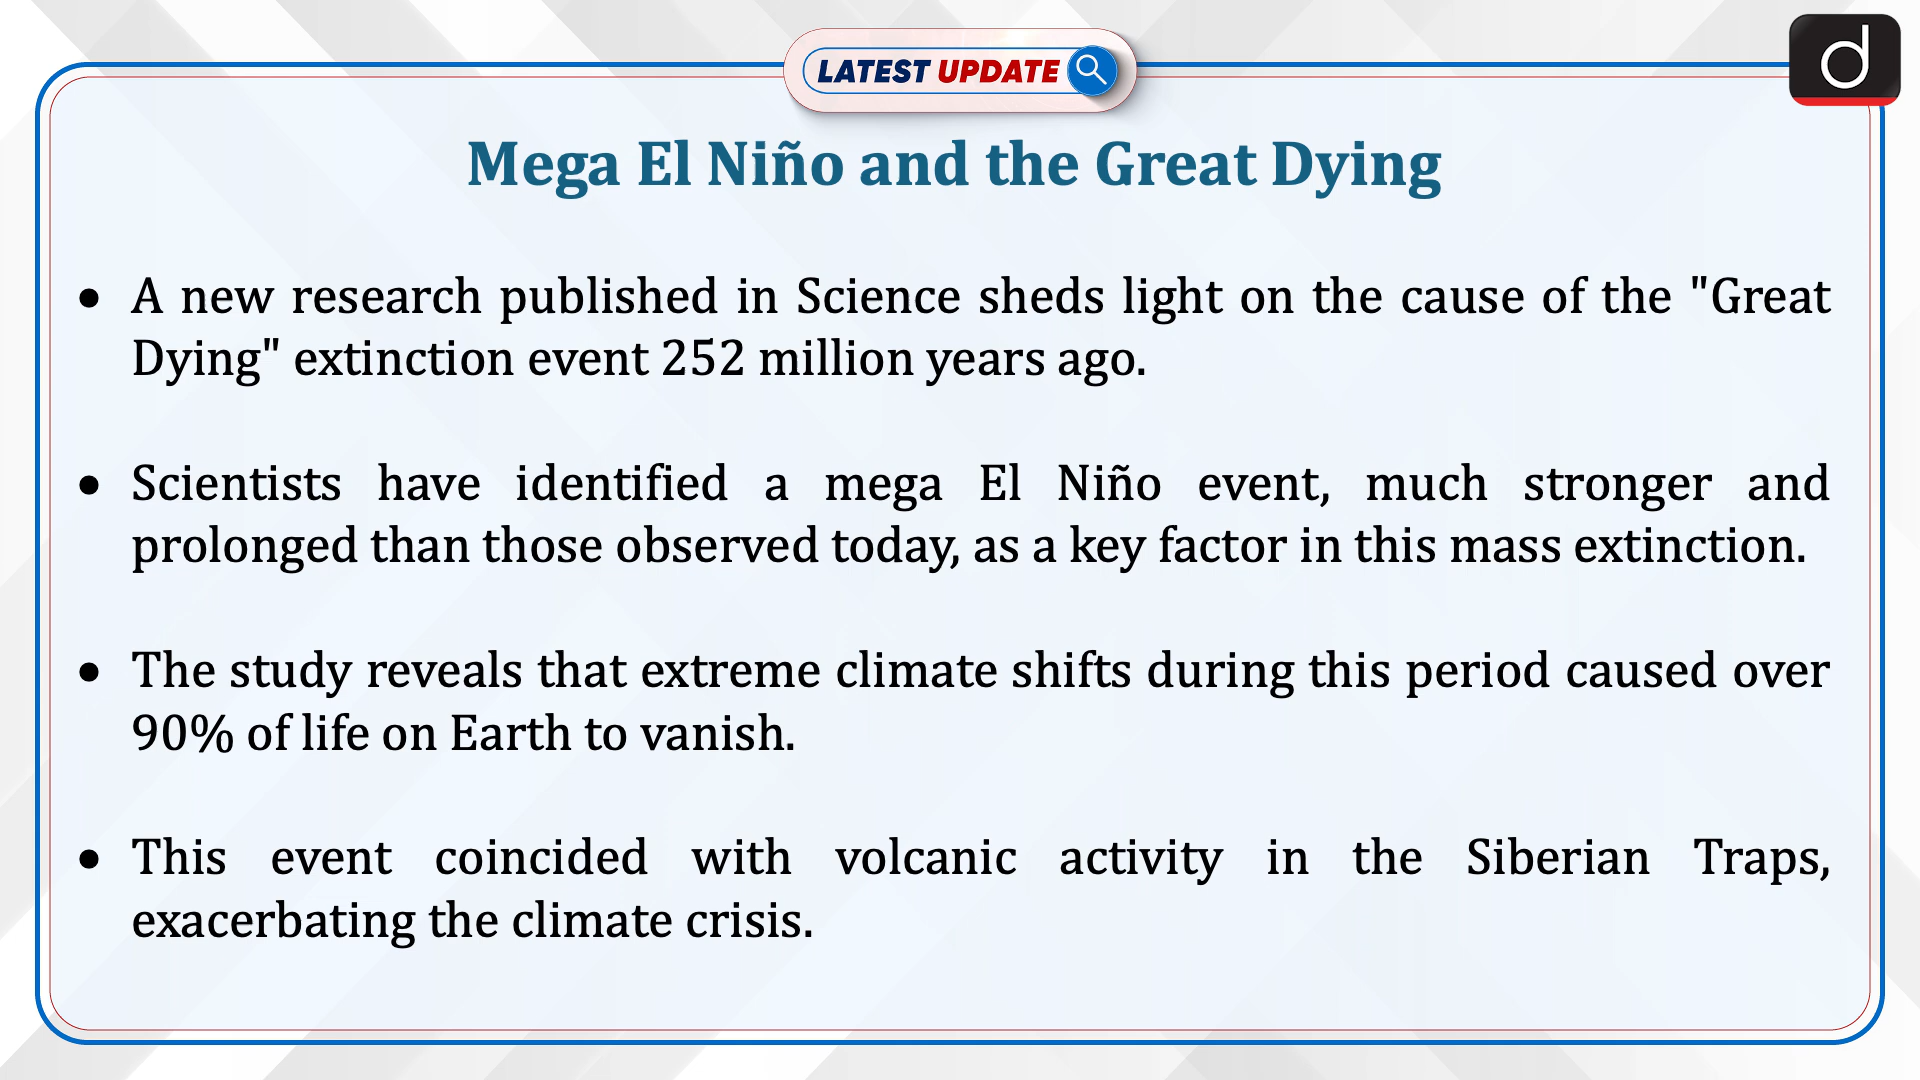 LATEST UPDATE
d
Mega El Niño and the Great Dying
• A new research published in Science sheds light on the cause of the "Great
Dying" extinction event 252 million years ago.
• Scientists have identified a mega El Niño event, much stronger and
prolonged than those observed today, as a key factor in this mass extinction.
• The study reveals that extreme climate shifts during this period caused over
90% of life on Earth to vanish.
• This event coincided with volcanic activity in the Siberian Traps,
exacerbating the climate crisis.